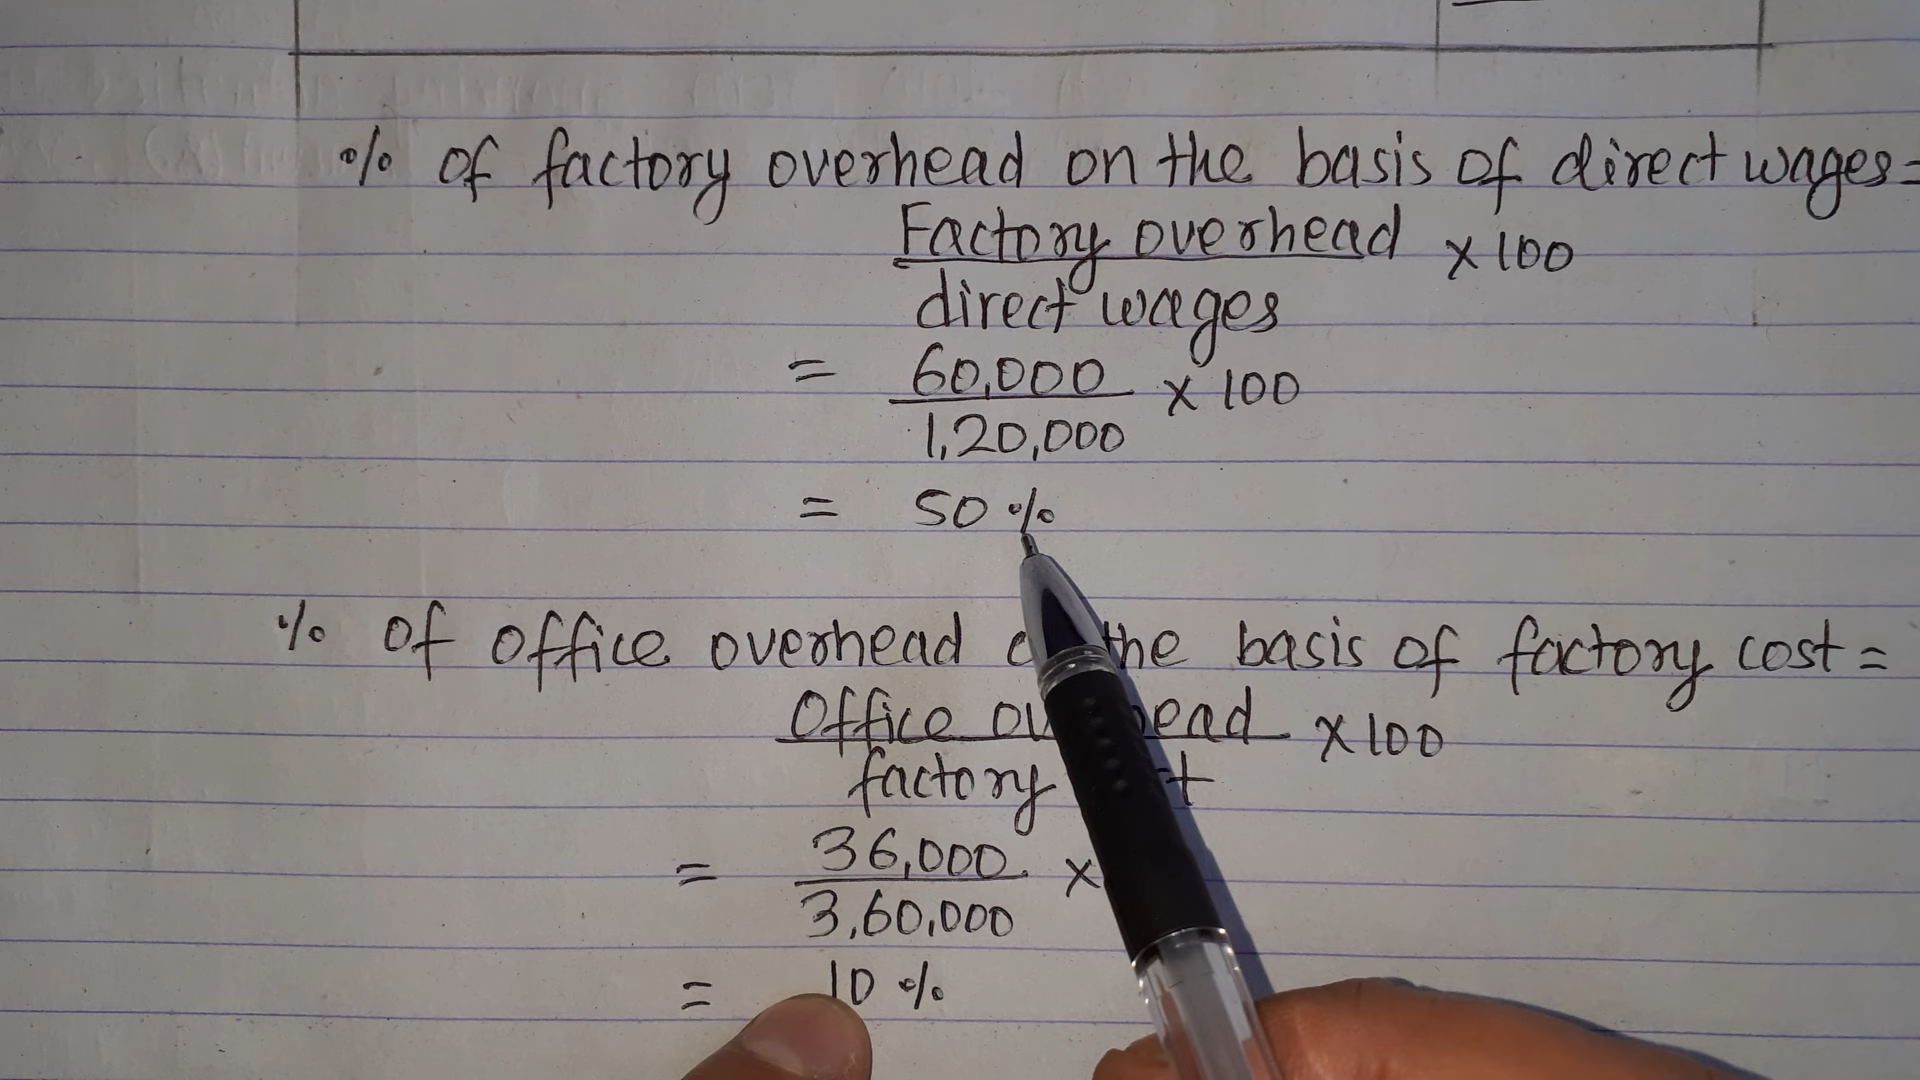 % of factory overhead on the basis of direct wages=
Factory overhead × 100
direct wages
= 60,000 × 100
1,20,000
= 50 %
% of office overhead the basis of factory cost =
Office × 100
factory
= 36,000 ×
3,60,000
= 10 %